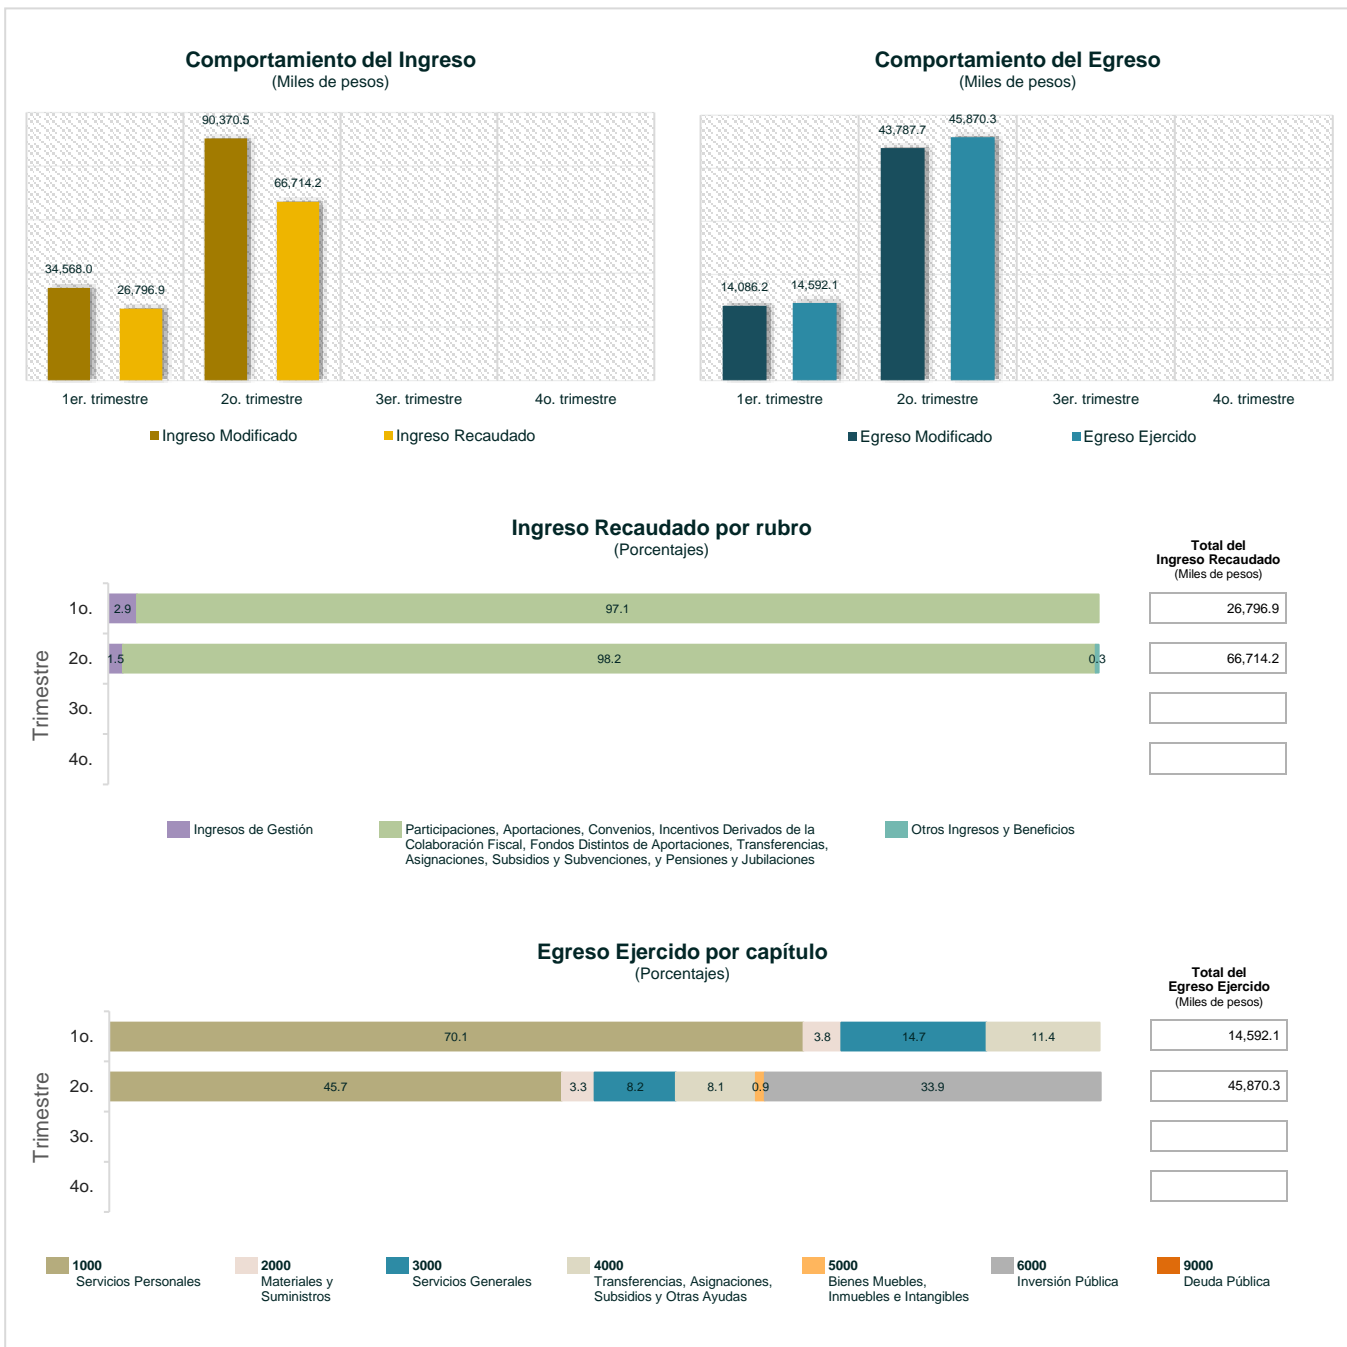 Comportamiento del Ingreso
(Miles de pesos)
90,370.5
66,714.2
34,568.0
26,796.9
1er. trimestre
2o. trimestre
3er. trimestre
4o. trimestre
Ingreso Modificado
Ingreso Recaudado
Comportamiento del Egreso
(Miles de pesos)
43,787.7
45,870.3
14,086.2
14,592.1
1er. trimestre
2o. trimestre
3er. trimestre
4o. trimestre
Egreso Modificado
Egreso Ejercido
Ingreso Recaudado por rubro
(Porcentajes)
Total del
Ingreso Recaudado
(Miles de pesos)
Trimestre
1o.
2.9
97.1
26,796.9
2o.
1.5
98.2
0.3
66,714.2
3o.
4o.
Ingresos de Gestión
Participaciones, Aportaciones, Convenios, Incentivos Derivados de la
Colaboración Fiscal, Fondos Distintos de Aportaciones, Transferencias,
Asignaciones, Subsidios y Subvenciones, y Pensiones y Jubilaciones
Otros Ingresos y Beneficios
Egreso Ejercido por capítulo
(Porcentajes)
Total del
Egreso Ejercido
(Miles de pesos)
Trimestre
1o.
70.1
3.8
14.7
11.4
14,592.1
2o.
45.7
3.3
8.2
8.1
0.9
33.9
45,870.3
3o.
4o.
1000
Servicios Personales
2000
Materiales y
Suministros
3000
Servicios Generales
4000
Transferencias, Asignaciones,
Subsidios y Otras Ayudas
5000
Bienes Muebles,
Inmuebles e Intangibles
6000
Inversión Pública
9000
Deuda Pública